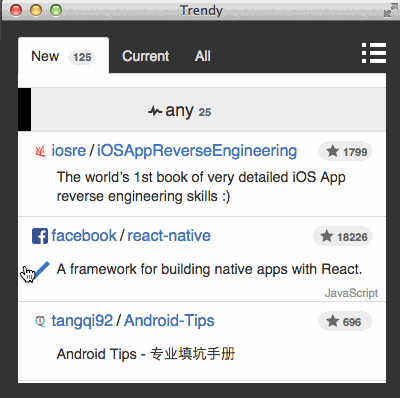 Trendy
New 125 Current All
any 25
iosre / iOSAppReverseEngineering 1799
The world's 1st book of very detailed iOS App
reverse engineering skills :)
facebook / react-native 18226
A framework for building native apps with React.
JavaScript
tangqi92 / Android-Tips 696
Android Tips - 专业填坑手册